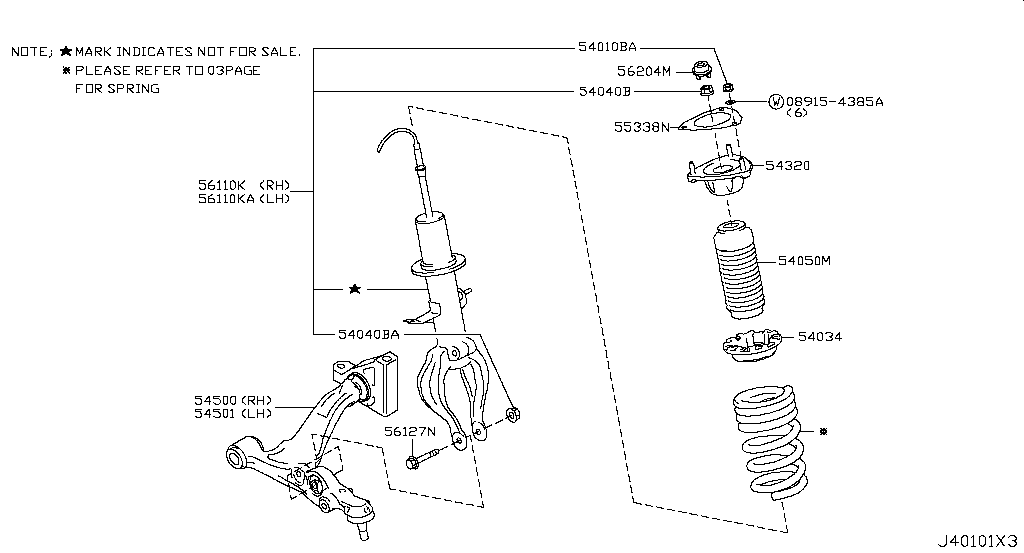 NOTE; ★ MARK INDICATES NOT FOR SALE.
※ PLEASE REFER TO 03PAGE
FOR SPRING
54010BA
56204M
54040B
W 08915-4385A
(6)
55338N
54320
56110K (RH)
56110KA (LH)
54050M
★
54040BA
54034
54500 (RH)
54501 (LH)
56127N
※
J40101X3